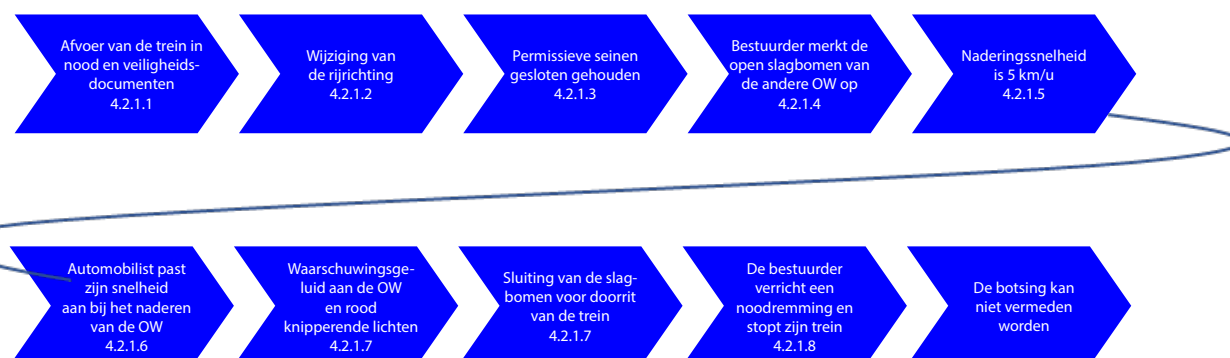 Afvoer van de trein in
nood en veiligheids-
documenten
4.2.1.1
Wijziging van
de rijrichting
4.2.1.2
Permissieve seinen
gesloten gehouden
4.2.1.3
Bestuurder merkt de
open slagbomen van
de andere OW op
4.2.1.4
Naderingssnelheid
is 5 km/u
4.2.1.5
Automobilist past
zijn snelheid
aan bij het naderen
van de OW
4.2.1.6
Waarschuwingsge-
luid aan de OW
en rood
knipperende lichten
4.2.1.7
Sluiting van de slag-
bomen voor doorrit
van de trein
4.2.1.7
De bestuurder
verricht een
noodremming en
stopt zijn trein
4.2.1.8
De botsing kan
niet vermeden
worden